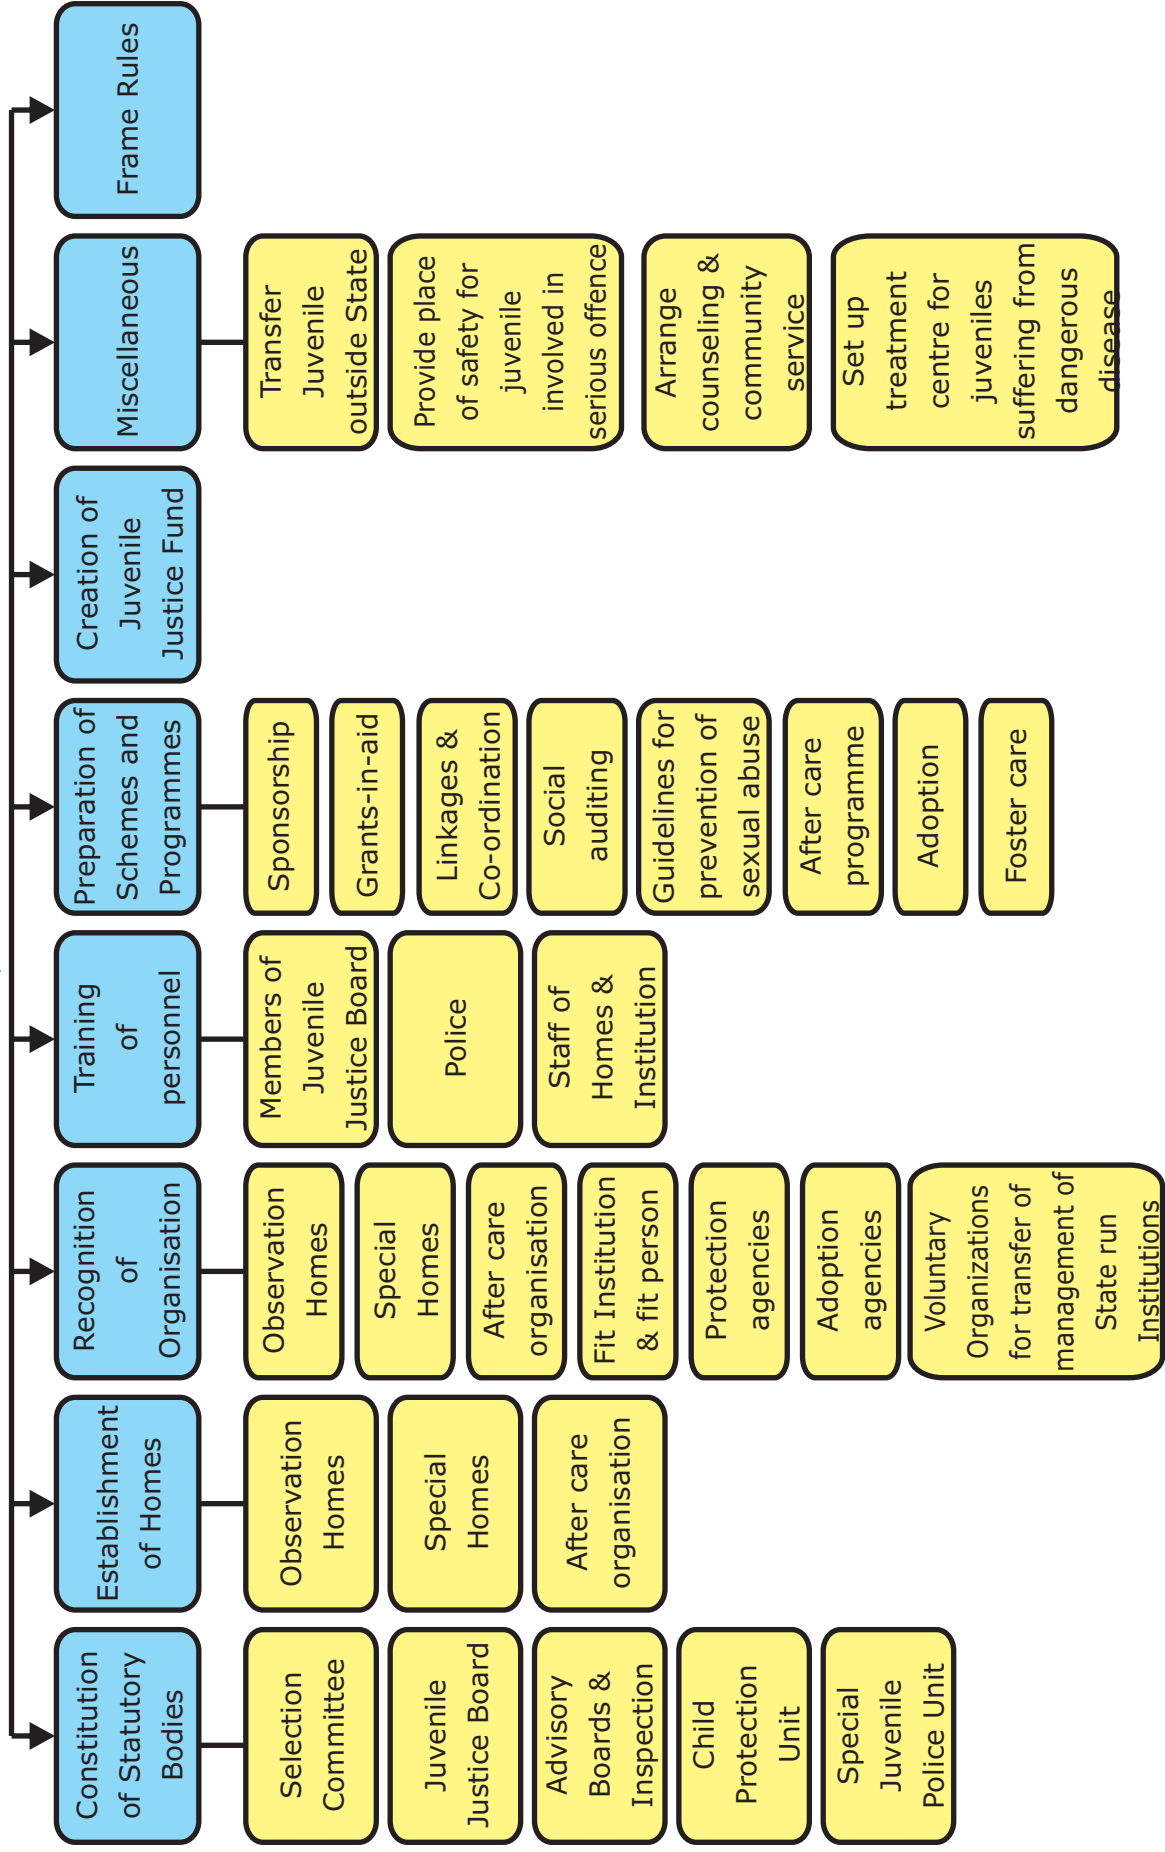 Constitution
of Statutory
Bodies
Selection
Committee
Juvenile
Justice Board
Advisory
Boards &
Inspection
Child
Protection
Unit
Special
Juvenile
Police Unit
Establishment
of Homes
Observation
Homes
Special
Homes
After care
organisation
Recognition
of
Organisation
Observation
Homes
Special
Homes
After care
organisation
Fit Institution
& fit person
Protection
agencies
Adoption
agencies
Voluntary
Organizations
for transfer of
management of
State run
Institutions
Training
of
personnel
Members of
Juvenile
Justice Board
Police
Staff of
Homes &
Institution
Preparation of
Schemes and
Programmes
Sponsorship
Grants-in-aid
Linkages &
Co-ordination
Social
auditing
Guidelines for
prevention of
sexual abuse
After care
programme
Adoption
Foster care
Creation of
Juvenile
Justice Fund
Miscellaneous
Transfer
Juvenile
outside State
Provide place
of safety for
juvenile
involved in
serious offence
Arrange
counseling &
community
service
Set up
treatment
centre for
juveniles
suffering from
dangerous
disease
Frame Rules